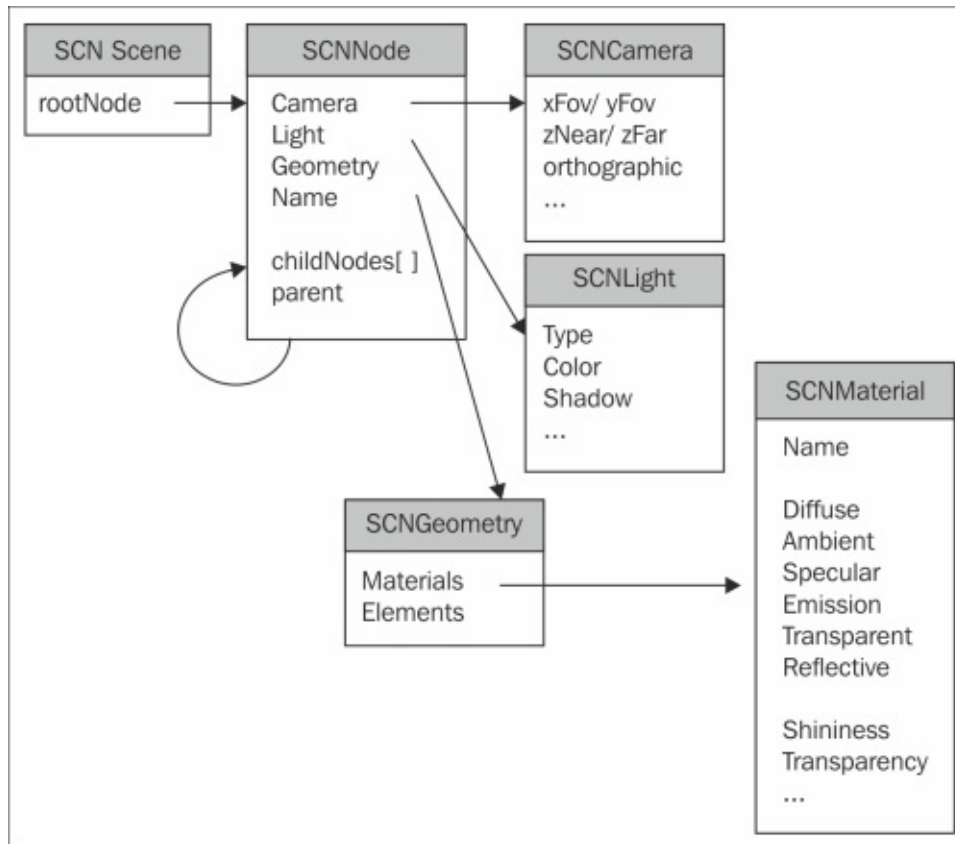 SCN Scene
rootNode
SCNNode
Camera
Light
Geometry
Name
childNodes[ ]
parent
SCNCamera
xFov/ yFov
zNear/ zFar
orthographic
...
SCNLight
Type
Color
Shadow
...
SCNGeometry
Materials
Elements
SCNMaterial
Name
Diffuse
Ambient
Specular
Emission
Transparent
Reflective
Shininess
Transparency
...